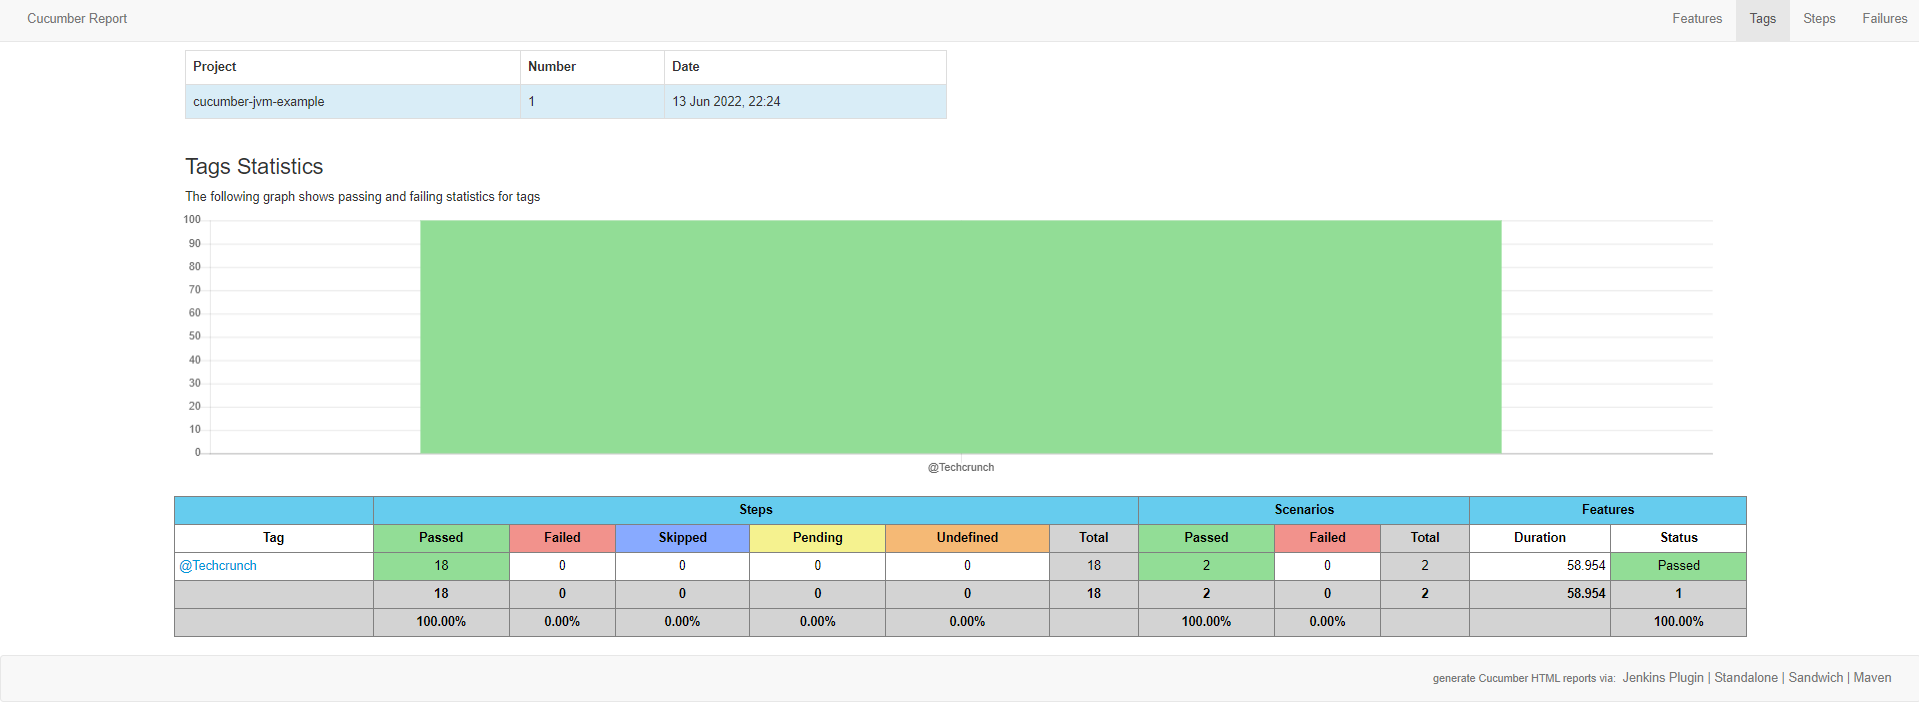 Cucumber Report Features Tags Steps Failures
Project Number Date
cucumber-jvm-example 1 13 Jun 2022, 22:24
Tags Statistics
The following graph shows passing and failing statistics for tags
100
90
80
70
60
50
40
30
20
10
0
@Techcrunch
Steps Scenarios Features
Tag Passed Failed Skipped Pending Undefined Total Passed Failed Total Duration Status
@Techcrunch 18 0 0 0 0 18 2 0 2 58.954 Passed
18 0 0 0 0 18 2 0 2 58.954 1
100.00% 0.00% 0.00% 0.00% 0.00% 100.00% 0.00% 100.00%
generate Cucumber HTML reports via: Jenkins Plugin | Standalone | Sandwich | Maven